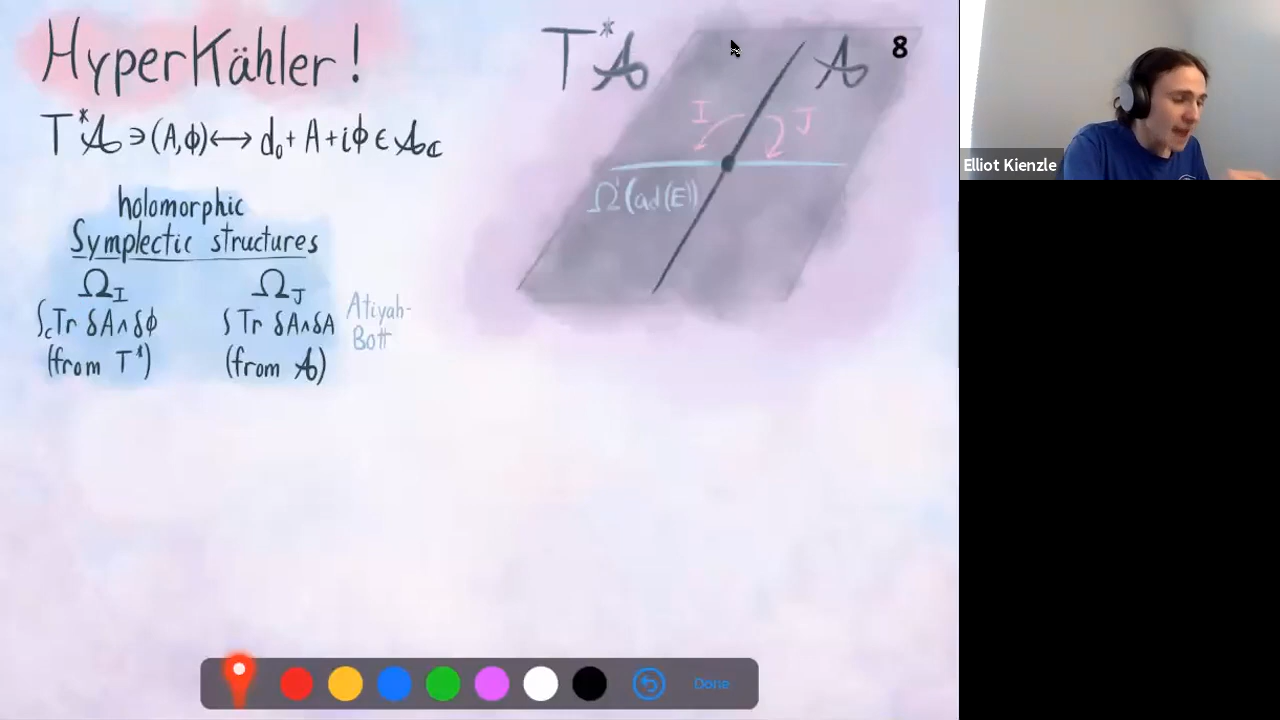 HyperKähler!
T*𝒜 ∋ (A,ϕ) ⟷ d₀ + A + iϕ ∈ 𝒜_ℂ
holomorphic
Symplectic structures
Ω_I Ω_J
∫_C Tr δA∧δϕ ∫ Tr δA∧δA
(from T*) (from 𝒜)
Atiyah-
Bott
T*𝒜
𝒜
8
I J
Ω¹(ad(E))
Elliot Kienzle
Done